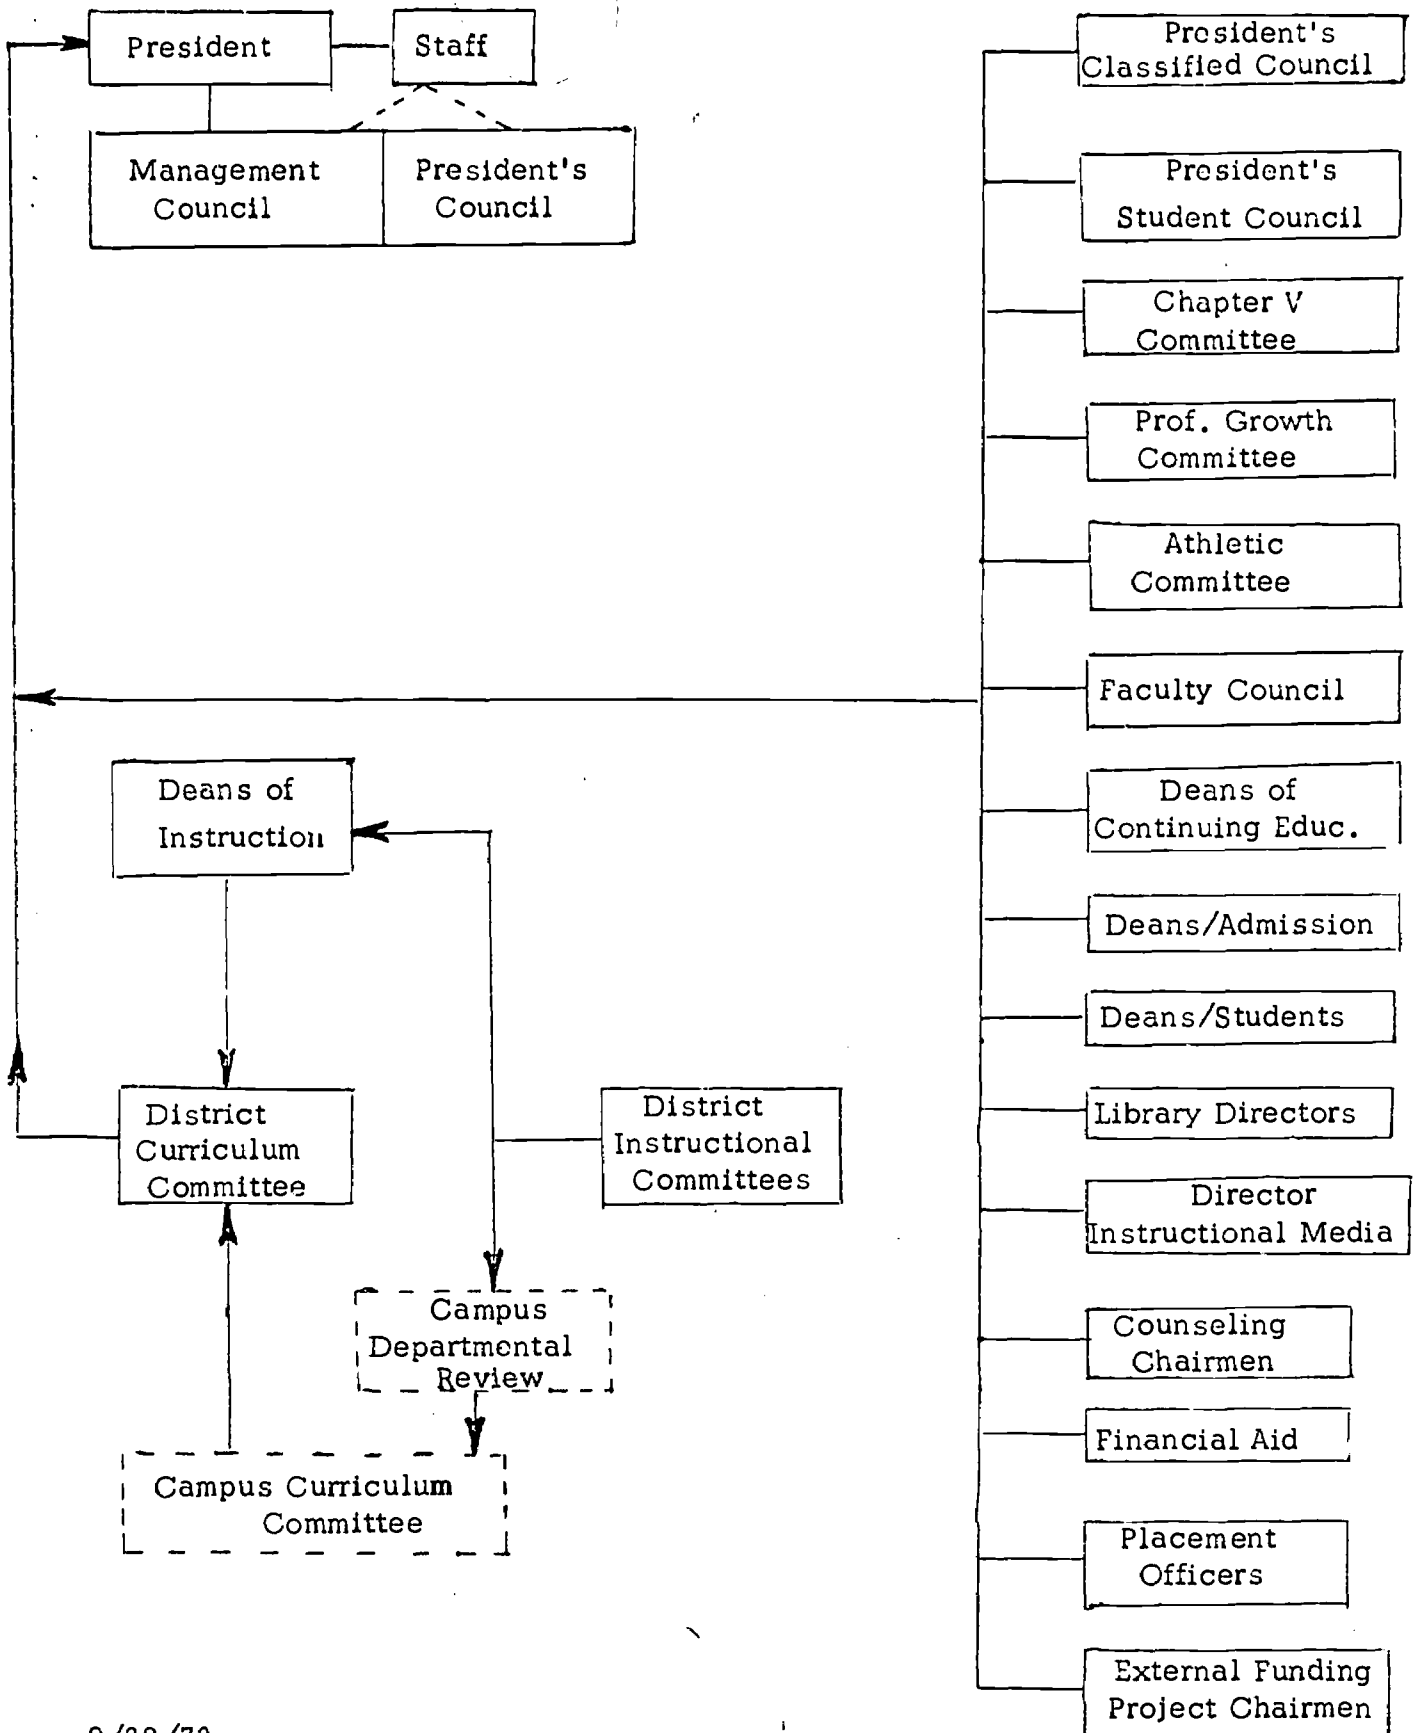 President
Staff
Management
Council
President's
Council
Deans of
Instruction
District
Curriculum
Committee
District
Instructional
Committees
Campus
Departmental
Review
Campus Curriculum
Committee
President's
Classified Council
President's
Student Council
Chapter V
Committee
Prof. Growth
Committee
Athletic
Committee
Faculty Council
Deans of
Continuing Educ.
Deans/Admission
Deans/Students
Library Directors
Director
Instructional Media
Counseling
Chairmen
Financial Aid
Placement
Officers
External Funding
Project Chairmen